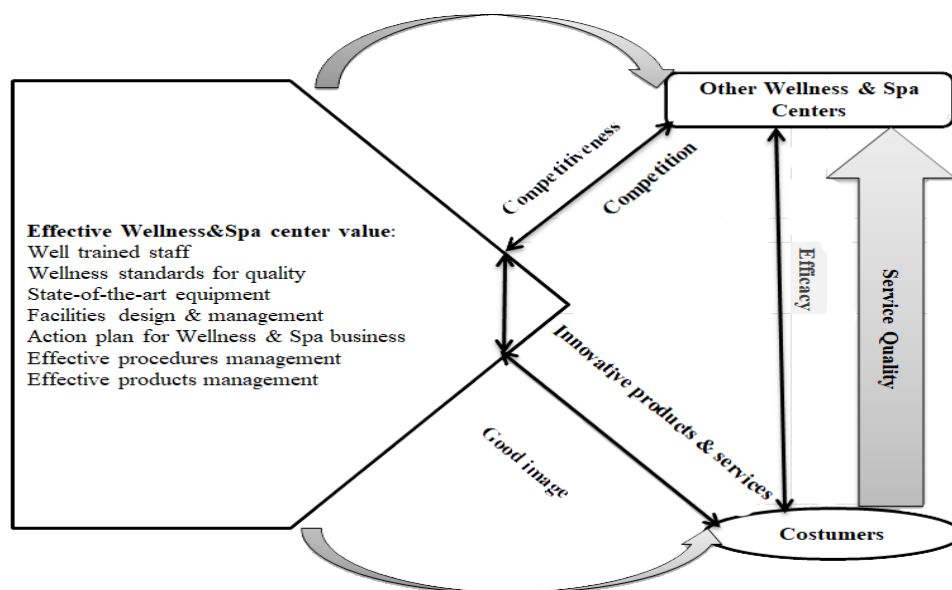 Other Wellness & Spa
Centers
Competitiveness
Competition
Effective Wellness&Spa center value:
Well trained staff
Wellness standards for quality
State-of-the-art equipment
Facilities design & management
Action plan for Wellness & Spa business
Effective procedures management
Effective products management
Efficacy
Service Quality
Innovative products & services
Good image
Costumers